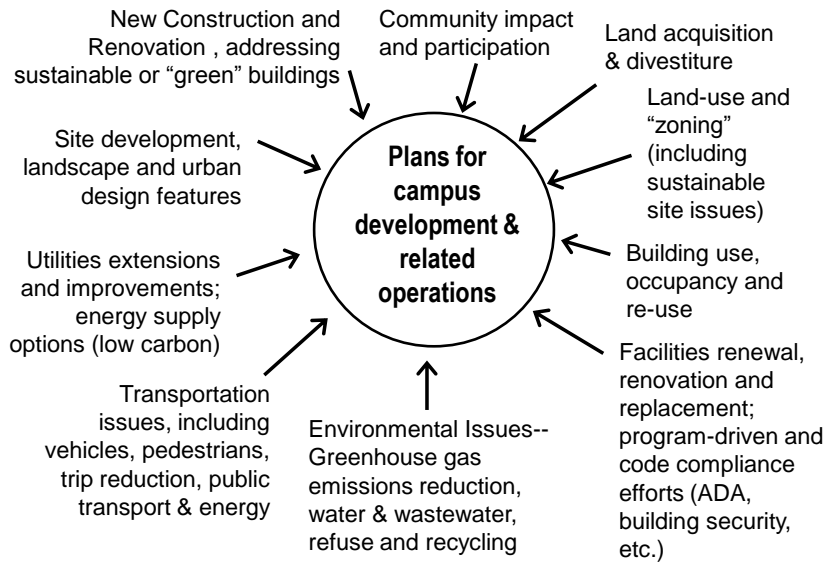 New Construction and
Renovation , addressing
sustainable or “green” buildings
Community impact
and participation
Land acquisition
& divestiture
Land-use and
“zoning”
(including
sustainable
site issues)
Building use,
occupancy and
re-use
Facilities renewal,
renovation and
replacement;
program-driven and
code compliance
efforts (ADA,
building security,
etc.)
Environmental Issues--
Greenhouse gas
emissions reduction,
water & wastewater,
refuse and recycling
Transportation
issues, including
vehicles, pedestrians,
trip reduction, public
transport & energy
Utilities extensions
and improvements;
energy supply
options (low carbon)
Site development,
landscape and urban
design features
Plans for
campus
development &
related
operations